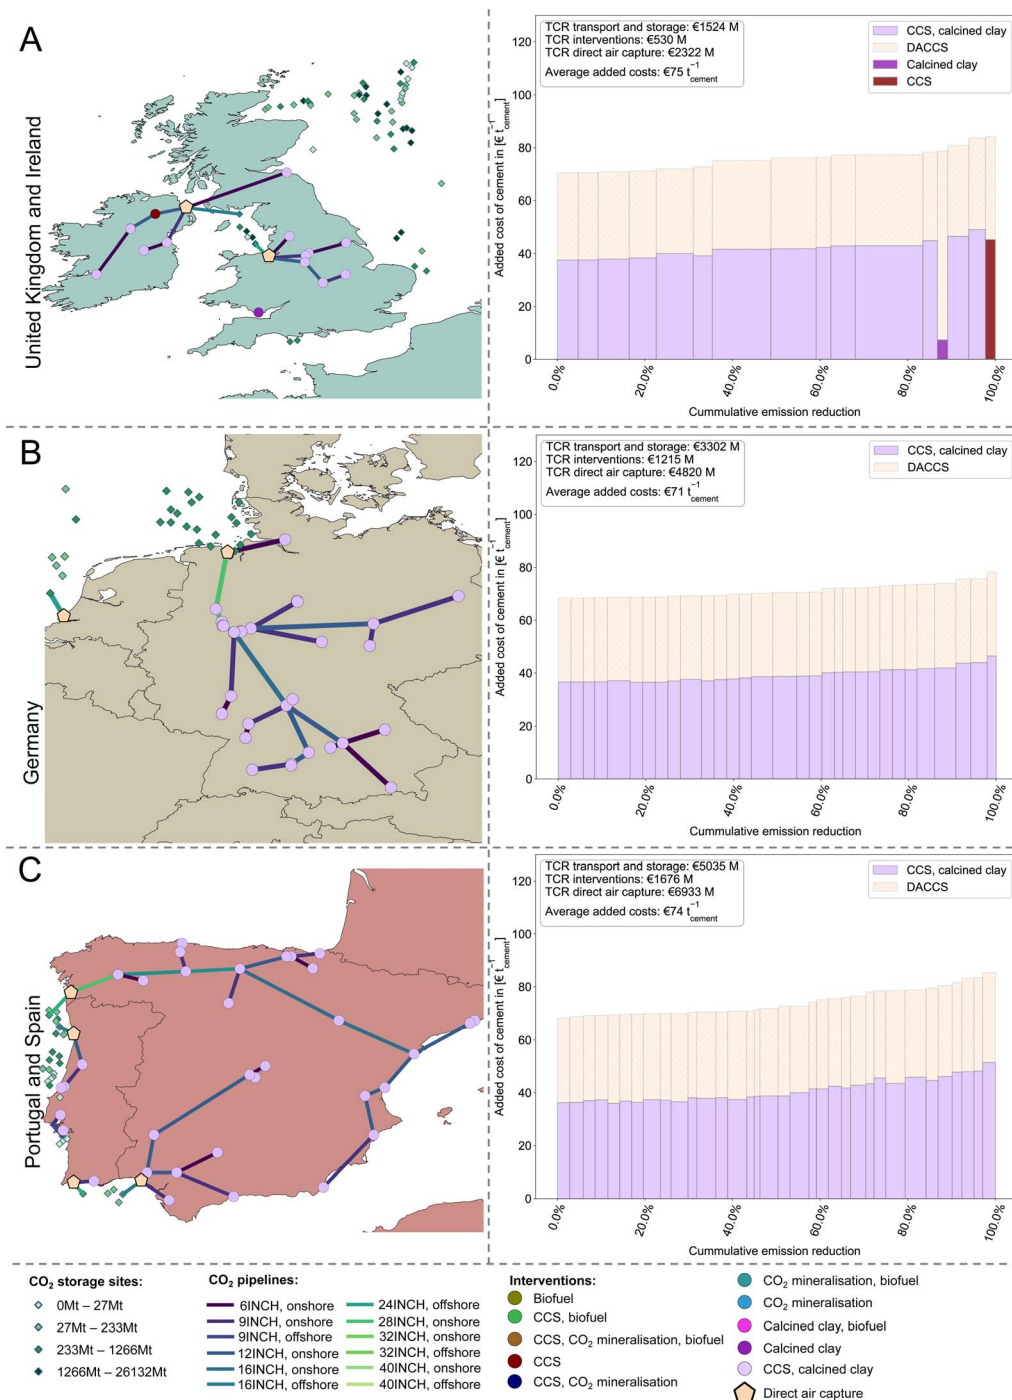 A
United Kingdom and Ireland
TCR transport and storage: €1524 M
TCR interventions: €530 M
TCR direct air capture: €2322 M
Average added costs: €75 t⁻¹cement
CCS, calcined clay
DACCS
Calcined clay
CCS
Added cost of cement in [€ t⁻¹cement]
120
100
80
60
40
20
0
0.0%
20.0%
40.0%
60.0%
80.0%
100.0%
Cummulative emission reduction
B
Germany
TCR transport and storage: €3302 M
TCR interventions: €1215 M
TCR direct air capture: €4820 M
Average added costs: €71 t⁻¹cement
CCS, calcined clay
DACCS
Added cost of cement in [€ t⁻¹cement]
120
100
80
60
40
20
0
0.0%
20.0%
40.0%
60.0%
80.0%
100.0%
Cummulative emission reduction
C
Portugal and Spain
TCR transport and storage: €5035 M
TCR interventions: €1676 M
TCR direct air capture: €6933 M
Average added costs: €74 t⁻¹cement
CCS, calcined clay
DACCS
Added cost of cement in [€ t⁻¹cement]
120
100
80
60
40
20
0
0.0%
20.0%
40.0%
60.0%
80.0%
100.0%
Cummulative emission reduction
CO₂ storage sites:
0Mt – 27Mt
27Mt – 233Mt
233Mt – 1266Mt
1266Mt – 26132Mt
CO₂ pipelines:
6INCH, onshore
9INCH, onshore
9INCH, offshore
12INCH, onshore
16INCH, onshore
16INCH, offshore
24INCH, offshore
28INCH, onshore
32INCH, onshore
32INCH, offshore
40INCH, onshore
40INCH, offshore
Interventions:
Biofuel
CCS, biofuel
CCS, CO₂ mineralisation, biofuel
CCS
CCS, CO₂ mineralisation
CO₂ mineralisation, biofuel
CO₂ mineralisation
Calcined clay, biofuel
Calcined clay
CCS, calcined clay
Direct air capture